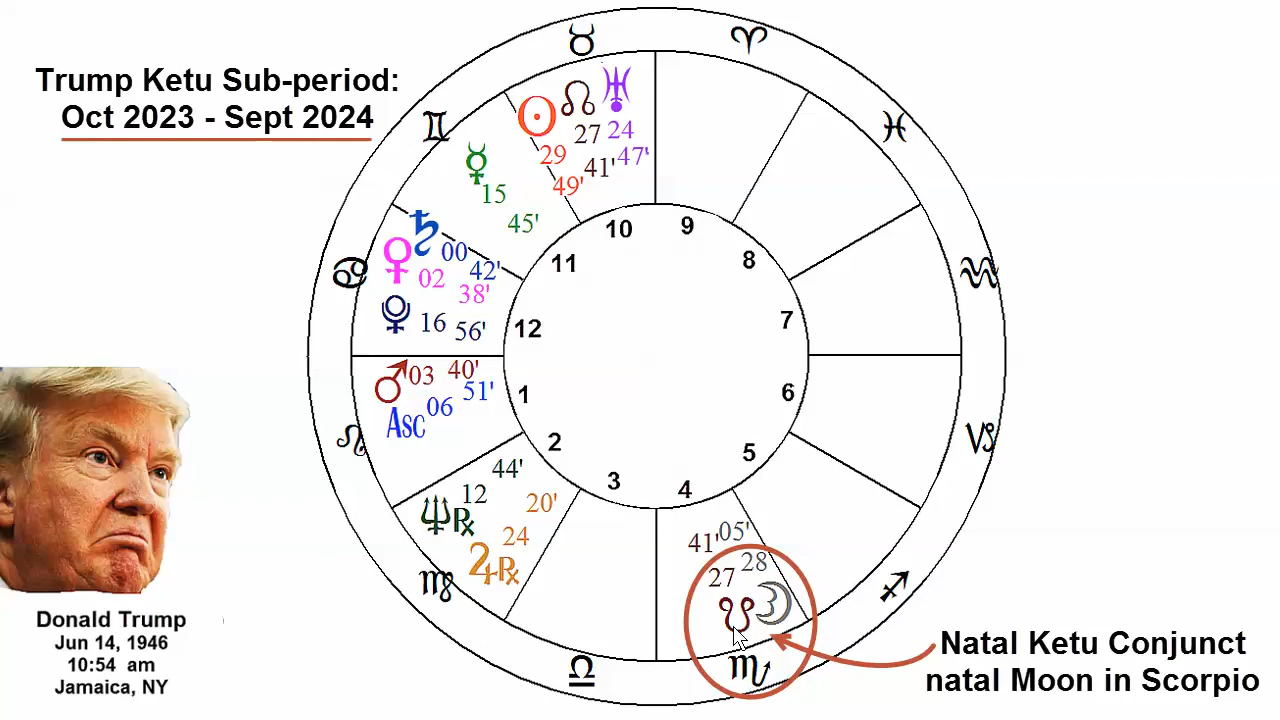 Trump Ketu Sub-period:
Oct 2023 - Sept 2024
♉ ♈
♊ ♓
☉ ☊ ♅
27 24
29 41' 47'
49'
☿
15
45'
10 9
11 8
♄
♀ 00
02 42'
38'
♋ ♒
♇ 16 56'
12 7
♂ 03 40'
Asc 06 51'
1 6
♌ ♑
2 5
3 4
44'
12 20'
♆ ℞ 24
♃ ℞
♍ ♐
41' 05'
27 28
☋ ☽
♎ ♏
Donald Trump
Jun 14, 1946
10:54 am
Jamaica, NY
Natal Ketu Conjunct
natal Moon in Scorpio